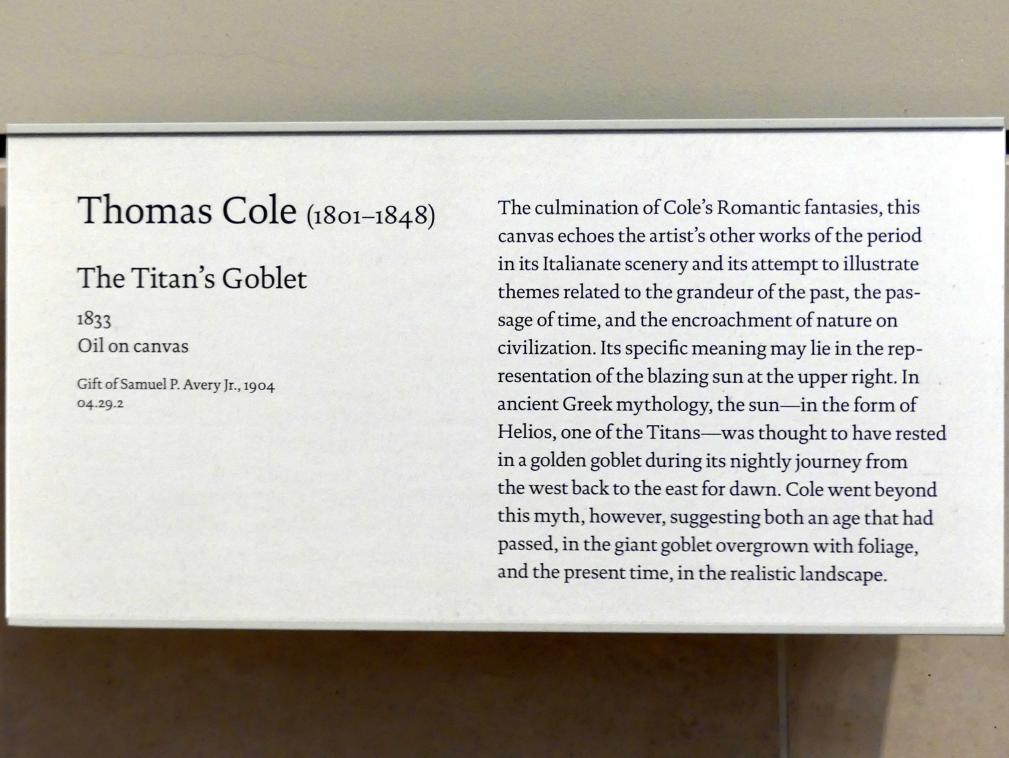 Thomas Cole (1801–1848)
The Titan’s Goblet
1833
Oil on canvas
Gift of Samuel P. Avery Jr., 1904
04.29.2
The culmination of Cole’s Romantic fantasies, this
canvas echoes the artist’s other works of the period
in its Italianate scenery and its attempt to illustrate
themes related to the grandeur of the past, the pas-
sage of time, and the encroachment of nature on
civilization. Its specific meaning may lie in the rep-
resentation of the blazing sun at the upper right. In
ancient Greek mythology, the sun—in the form of
Helios, one of the Titans—was thought to have rested
in a golden goblet during its nightly journey from
the west back to the east for dawn. Cole went beyond
this myth, however, suggesting both an age that had
passed, in the giant goblet overgrown with foliage,
and the present time, in the realistic landscape.